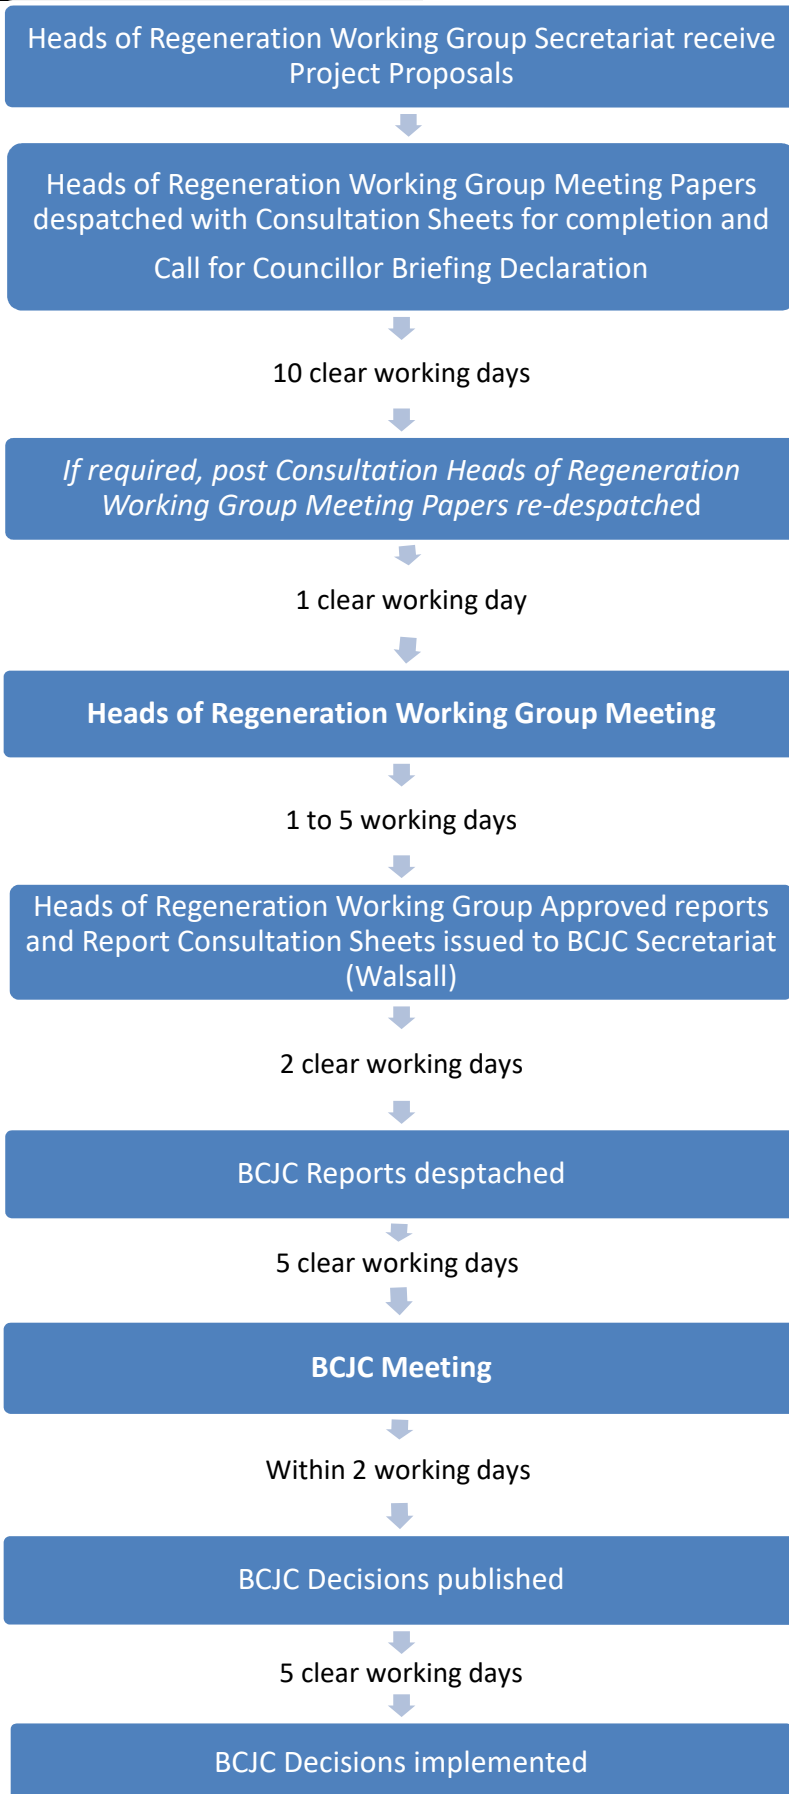 Heads of Regeneration Working Group Secretariat receive
Project Proposals
Heads of Regeneration Working Group Meeting Papers
despatched with Consultation Sheets for completion and
Call for Councillor Briefing Declaration
10 clear working days
If required, post Consultation Heads of Regeneration
Working Group Meeting Papers re-despatched
1 clear working day
Heads of Regeneration Working Group Meeting
1 to 5 working days
Heads of Regeneration Working Group Approved reports
and Report Consultation Sheets issued to BCJC Secretariat
(Walsall)
2 clear working days
BCJC Reports desptached
5 clear working days
BCJC Meeting
Within 2 working days
BCJC Decisions published
5 clear working days
BCJC Decisions implemented